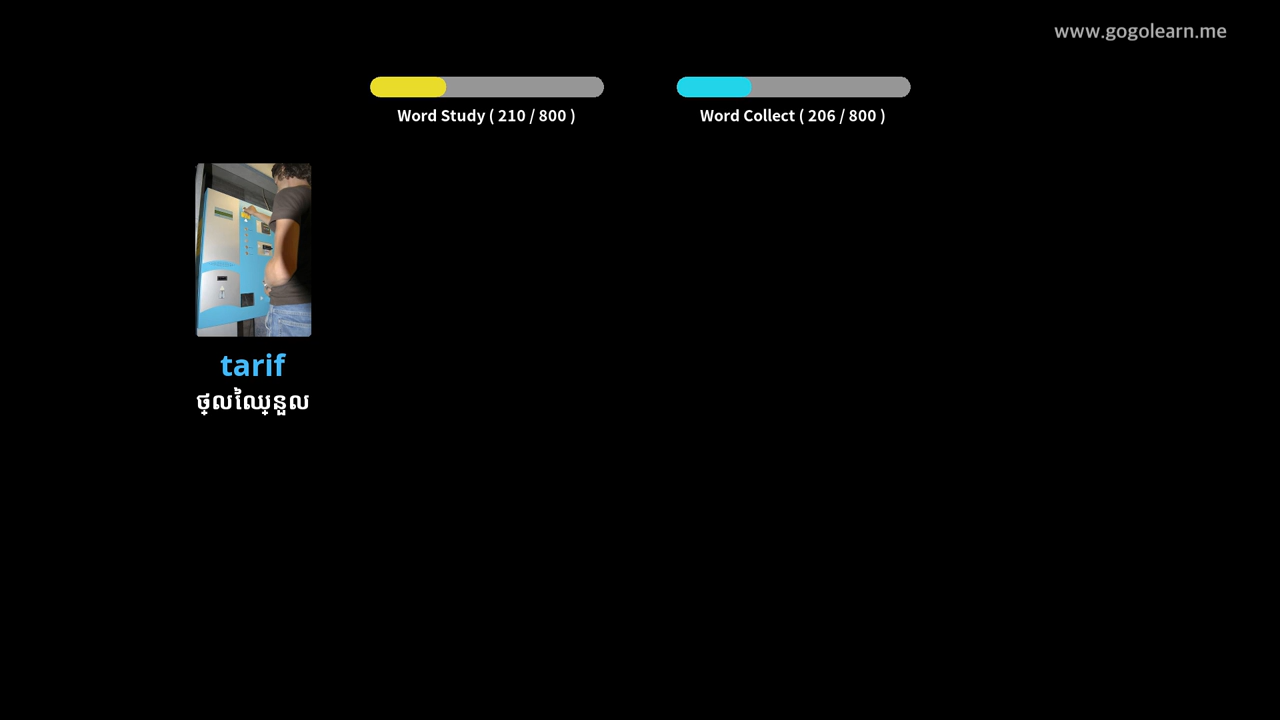 www.gogolearn.me
Word Study ( 210 / 800 )
Word Collect ( 206 / 800 )
tarif
ថ្លៃឈ្នួល